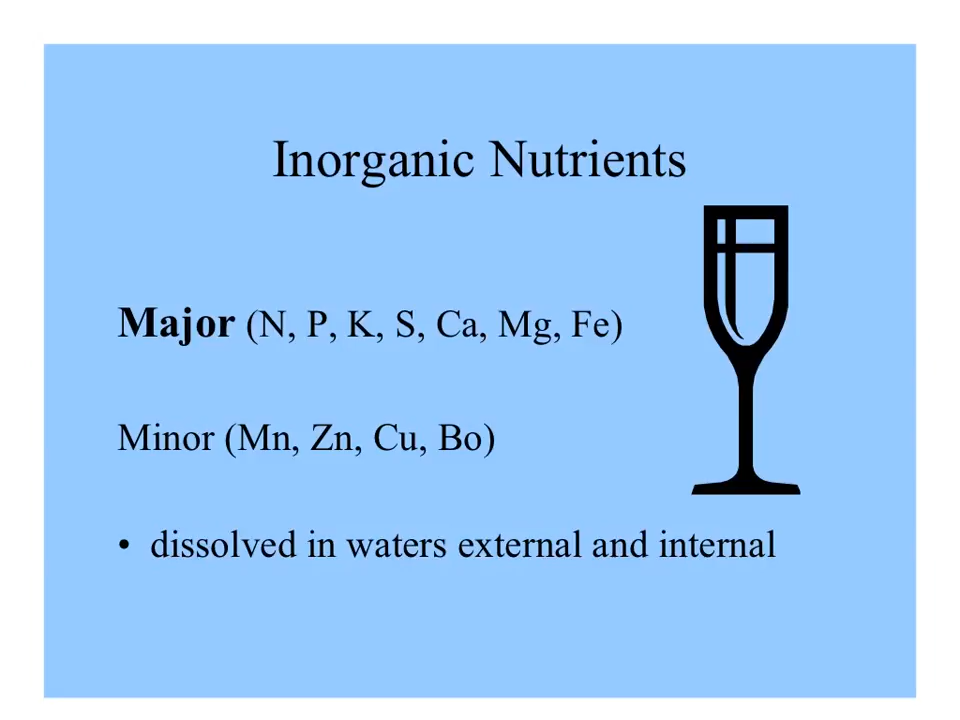 Inorganic Nutrients
Major (N, P, K, S, Ca, Mg, Fe)
Minor (Mn, Zn, Cu, Bo)
• dissolved in waters external and internal